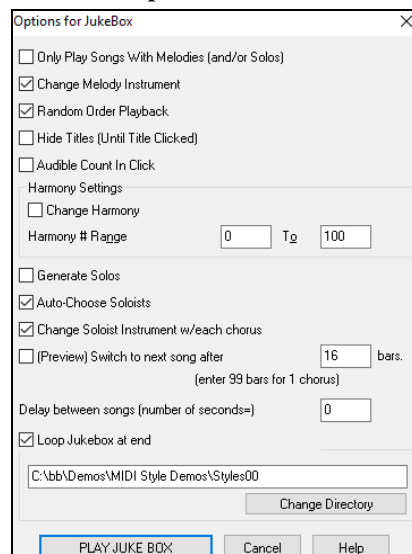 Options for JukeBox
Only Play Songs With Melodies (and/or Solos)
Change Melody Instrument
Random Order Playback
Hide Titles (Until Title Clicked)
Audible Count In Click
Harmony Settings
Change Harmony
Harmony # Range 0 To 100
Generate Solos
Auto-Choose Soloists
Change Soloist Instrument w/each chorus
(Preview) Switch to next song after 16 bars.
(enter 99 bars for 1 chorus)
Delay between songs (number of seconds=) 0
Loop Jukebox at end
C:\bb\Demos\MIDI Style Demos\Styles00
Change Directory
PLAY JUKE BOX Cancel Help